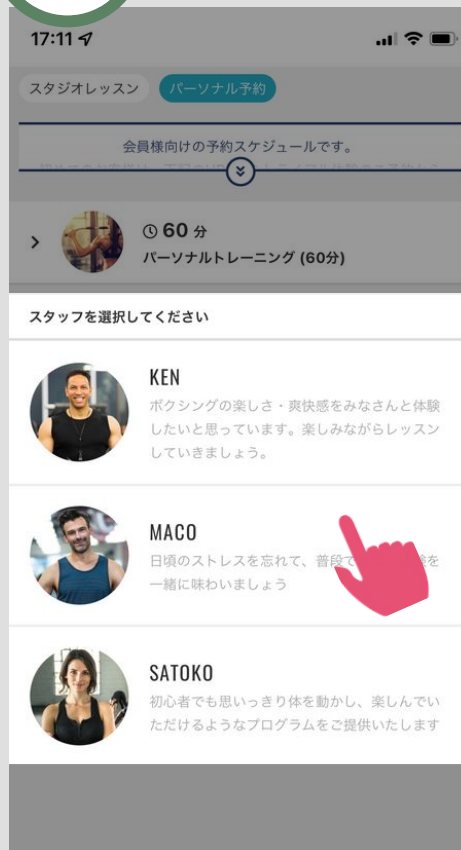 17:11
スタジオレッスン
パーソナル予約
会員様向けの予約スケジュールです。
60 分
パーソナルトレーニング (60分)
スタッフを選択してください
KEN
ボクシングの楽しさ・爽快感をみなさんと体験
したいと思っています。楽しみながらレッスン
していきましょう。
MACO
日頃のストレスを忘れて、普段で
を
一緒に味わいましょう
SATOKO
初心者でも思いっきり体を動かし、楽しんでい
ただけるようなプログラムをご提供いたします